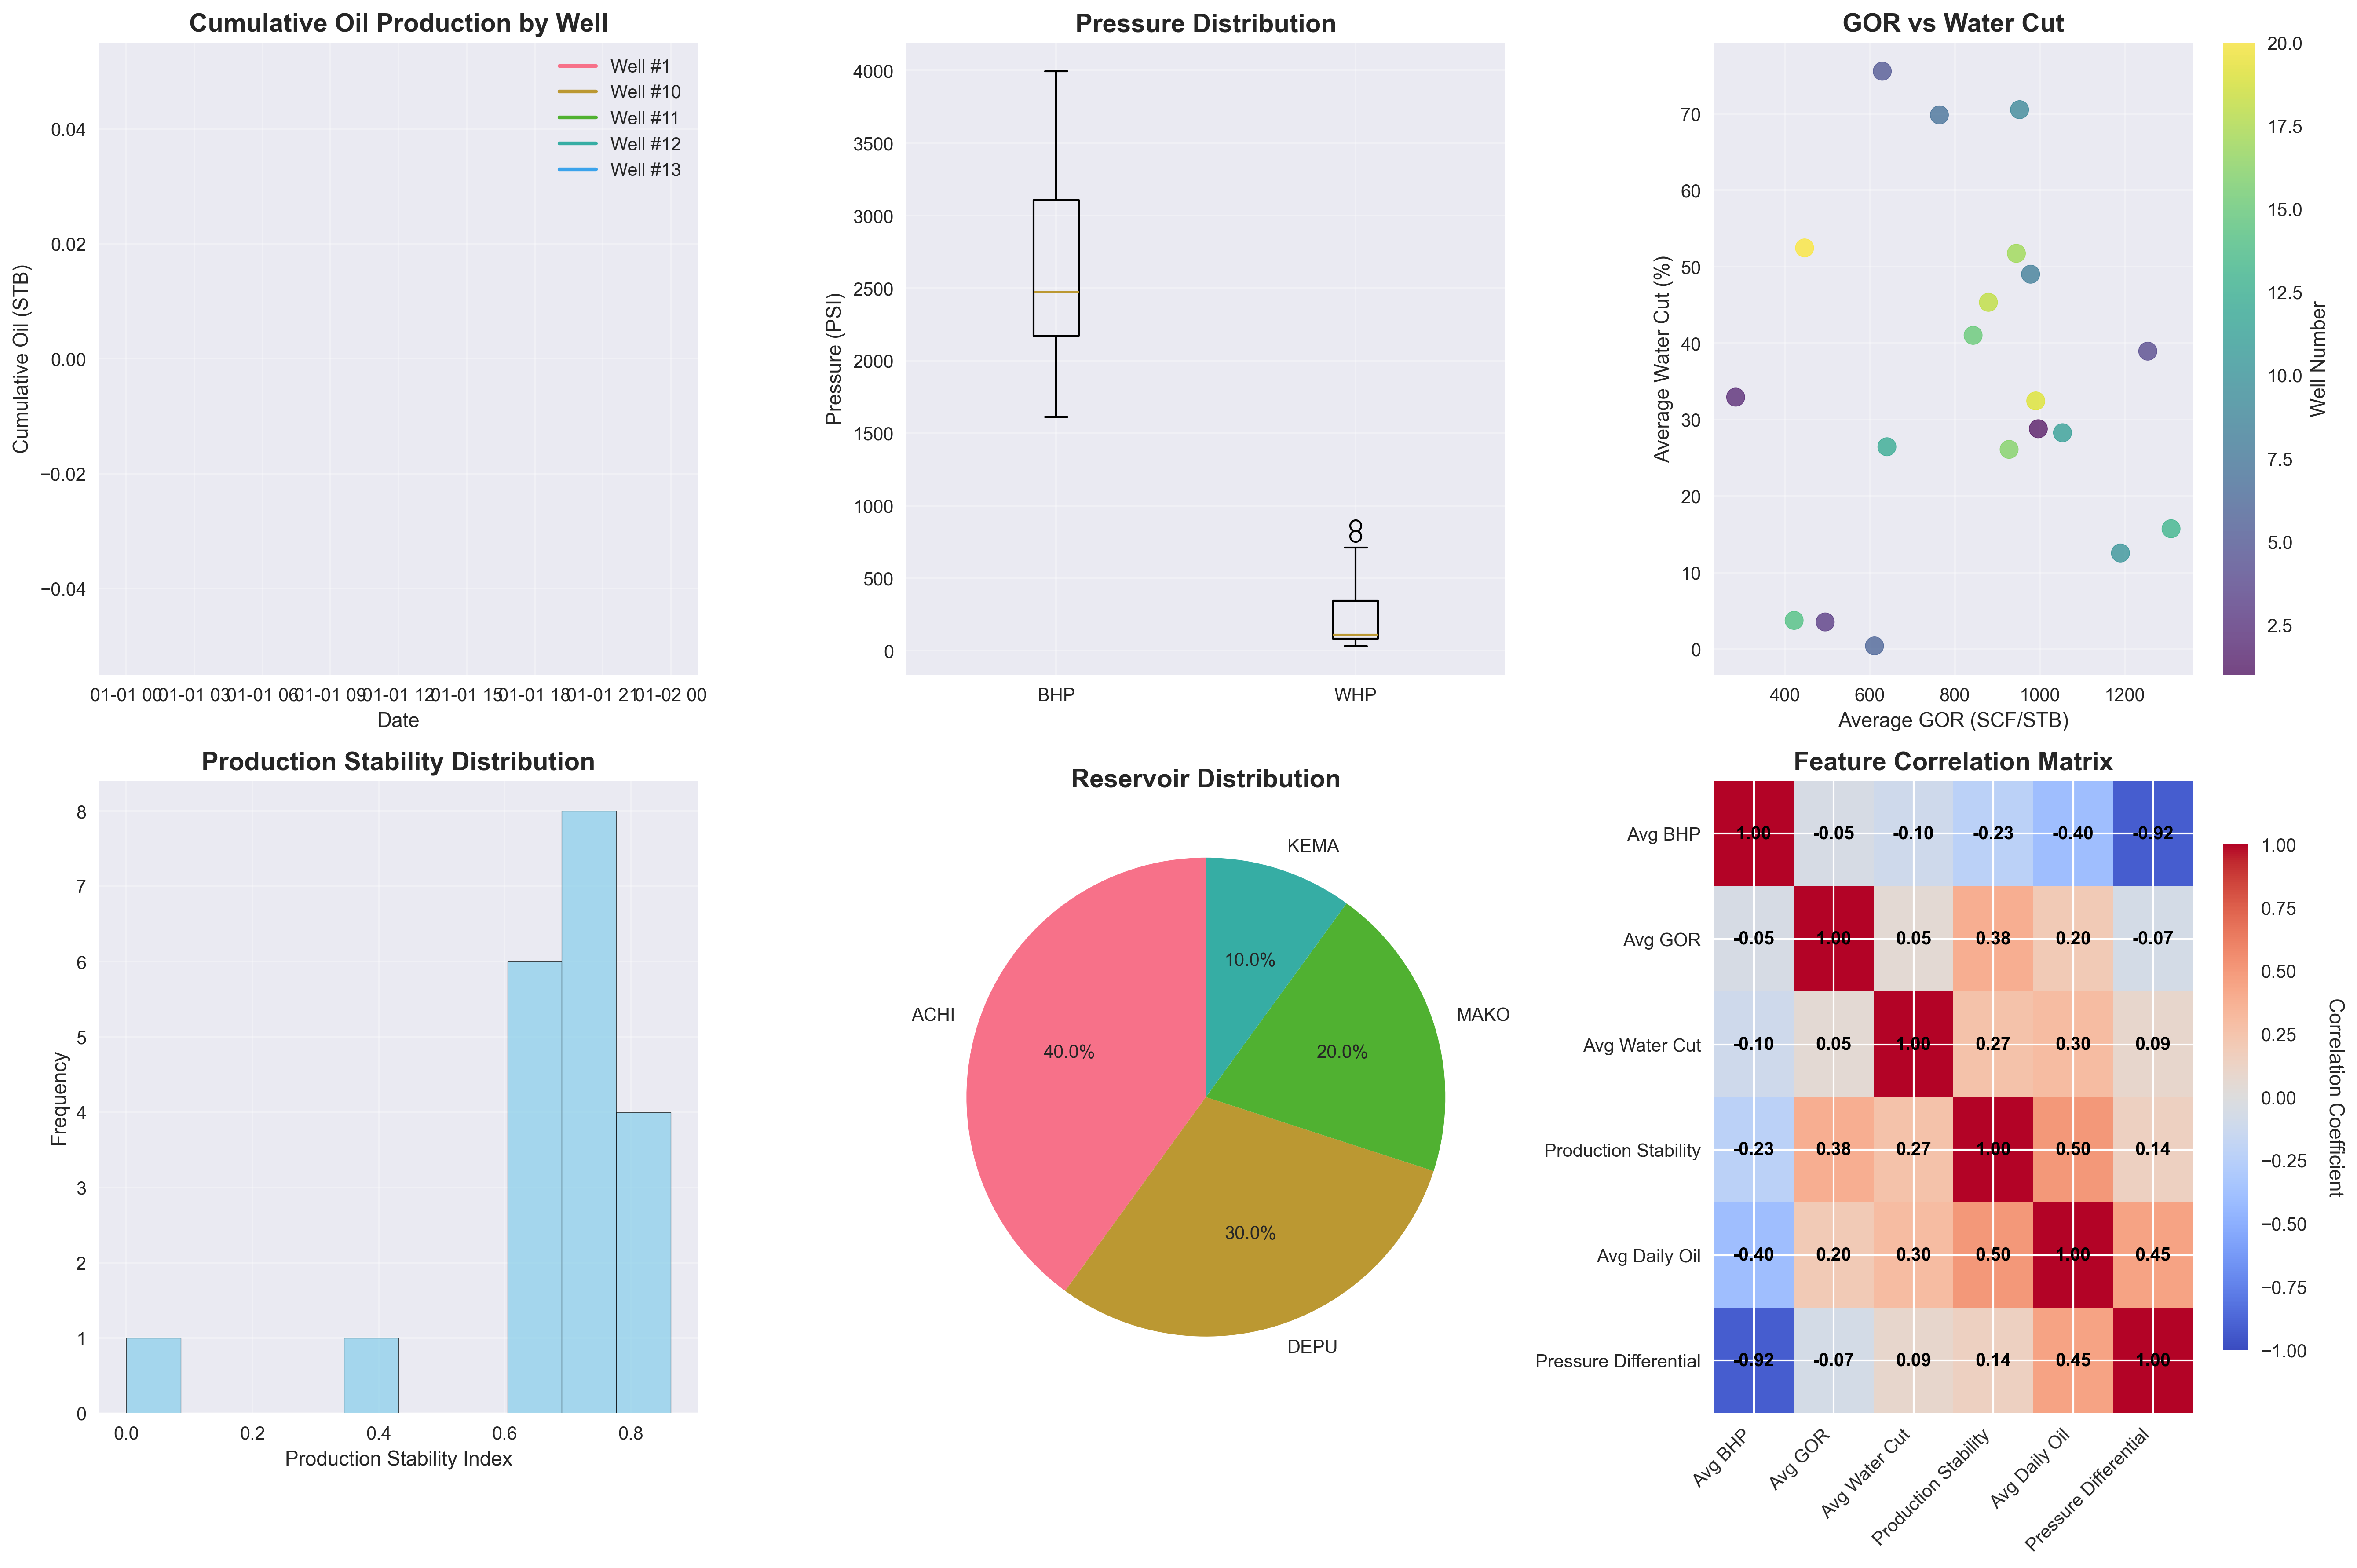 Cumulative Oil Production by Well
Well #1
Well #10
Well #11
Well #12
Well #13
0.04
0.02
0.00
−0.02
−0.04
Cumulative Oil (STB)
01-01 00 01-01 03 01-01 06 01-01 09 01-01 12 01-01 15 01-01 18 01-01 21 01-02 00
Date
Pressure Distribution
4000
3500
3000
2500
2000
1500
1000
500
0
Pressure (PSI)
BHP WHP
GOR vs Water Cut
70
60
50
40
30
20
10
0
Average Water Cut (%)
400 600 800 1000 1200
Average GOR (SCF/STB)
20.0
17.5
15.0
12.5
10.0
7.5
5.0
2.5
Well Number
Production Stability Distribution
8
7
6
5
4
3
2
1
0
Frequency
0.0 0.2 0.4 0.6 0.8
Production Stability Index
Reservoir Distribution
KEMA
10.0%
ACHI
MAKO
40.0%
20.0%
30.0%
DEPU
Feature Correlation Matrix
Avg BHP 1.00 -0.05 -0.10 -0.23 -0.40 -0.92
Avg GOR -0.05 1.00 0.05 0.38 0.20 -0.07
Avg Water Cut -0.10 0.05 1.00 0.27 0.30 0.09
Production Stability -0.23 0.38 0.27 1.00 0.50 0.14
Avg Daily Oil -0.40 0.20 0.30 0.50 1.00 0.45
Pressure Differential -0.92 -0.07 0.09 0.14 0.45 1.00
Avg BHP
Avg GOR
Avg Water Cut
Production Stability
Avg Daily Oil
Pressure Differential
1.00
0.75
0.50
0.25
0.00
−0.25
−0.50
−0.75
−1.00
Correlation Coefficient